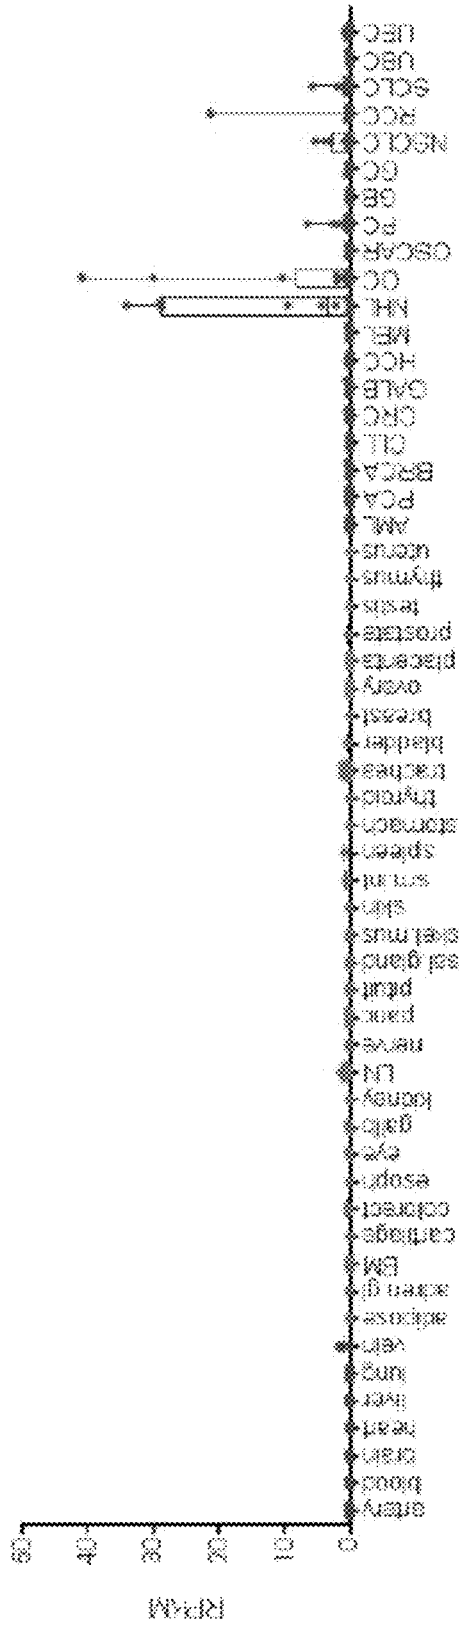 RPKM
50
40
30
20
10
0
artery
blood
brain
heart
liver
lung
vein
adipose
adren gl
BM
cartilage
colorect
esoph
eye
gallb
kidney
LN
nerve
panc
pituit
sal gland
skel mus
skin
sm.int
spleen
stomach
thyroid
trachea
bladder
breast
ovary
placenta
prostate
testis
thymus
uterus
AML
PCA
BRCA
CLL
CRC
GALB
HCC
MEL
NHL
OC
OSCAR
PC
GB
GC
NSCLC
RCC
SCLC
UBC
UEC